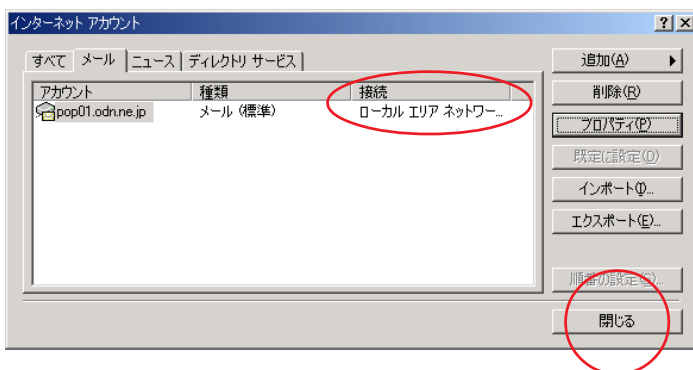 インターネット アカウント
すべて メール ニュース ディレクトリ サービス
アカウント 種類 接続
pop01.odn.ne.jp メール (標準) ローカル エリア ネットワー...
追加(A)
削除(R)
プロパティ(P)
既定に設定(D)
インポート(I)...
エクスポート(E)...
順番の設定(S)...
閉じる